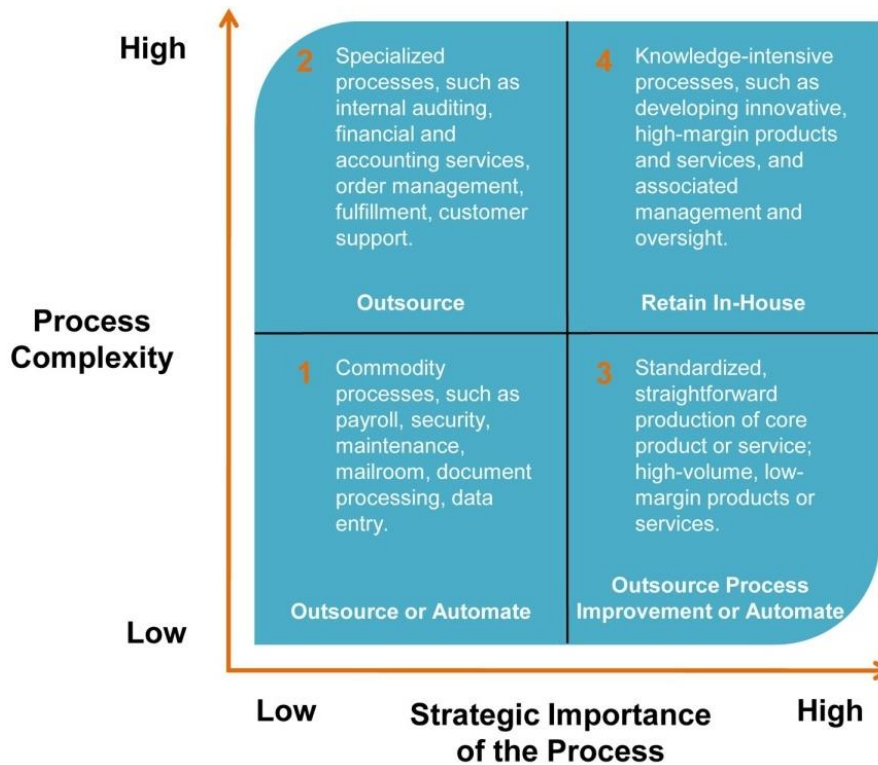 High
2 Specialized
processes, such as
internal auditing,
financial and
accounting services,
order management,
fulfillment, customer
support.
Outsource
4 Knowledge-intensive
processes, such as
developing innovative,
high-margin products
and services, and
associated
management and
oversight.
Retain In-House
Process
Complexity
1 Commodity
processes, such as
payroll, security,
maintenance,
mailroom, document
processing, data
entry.
Outsource or Automate
3 Standardized,
straightforward
production of core
product or service;
high-volume, low-
margin products or
services.
Outsource Process
Improvement or Automate
Low
Low
Strategic Importance
of the Process
High